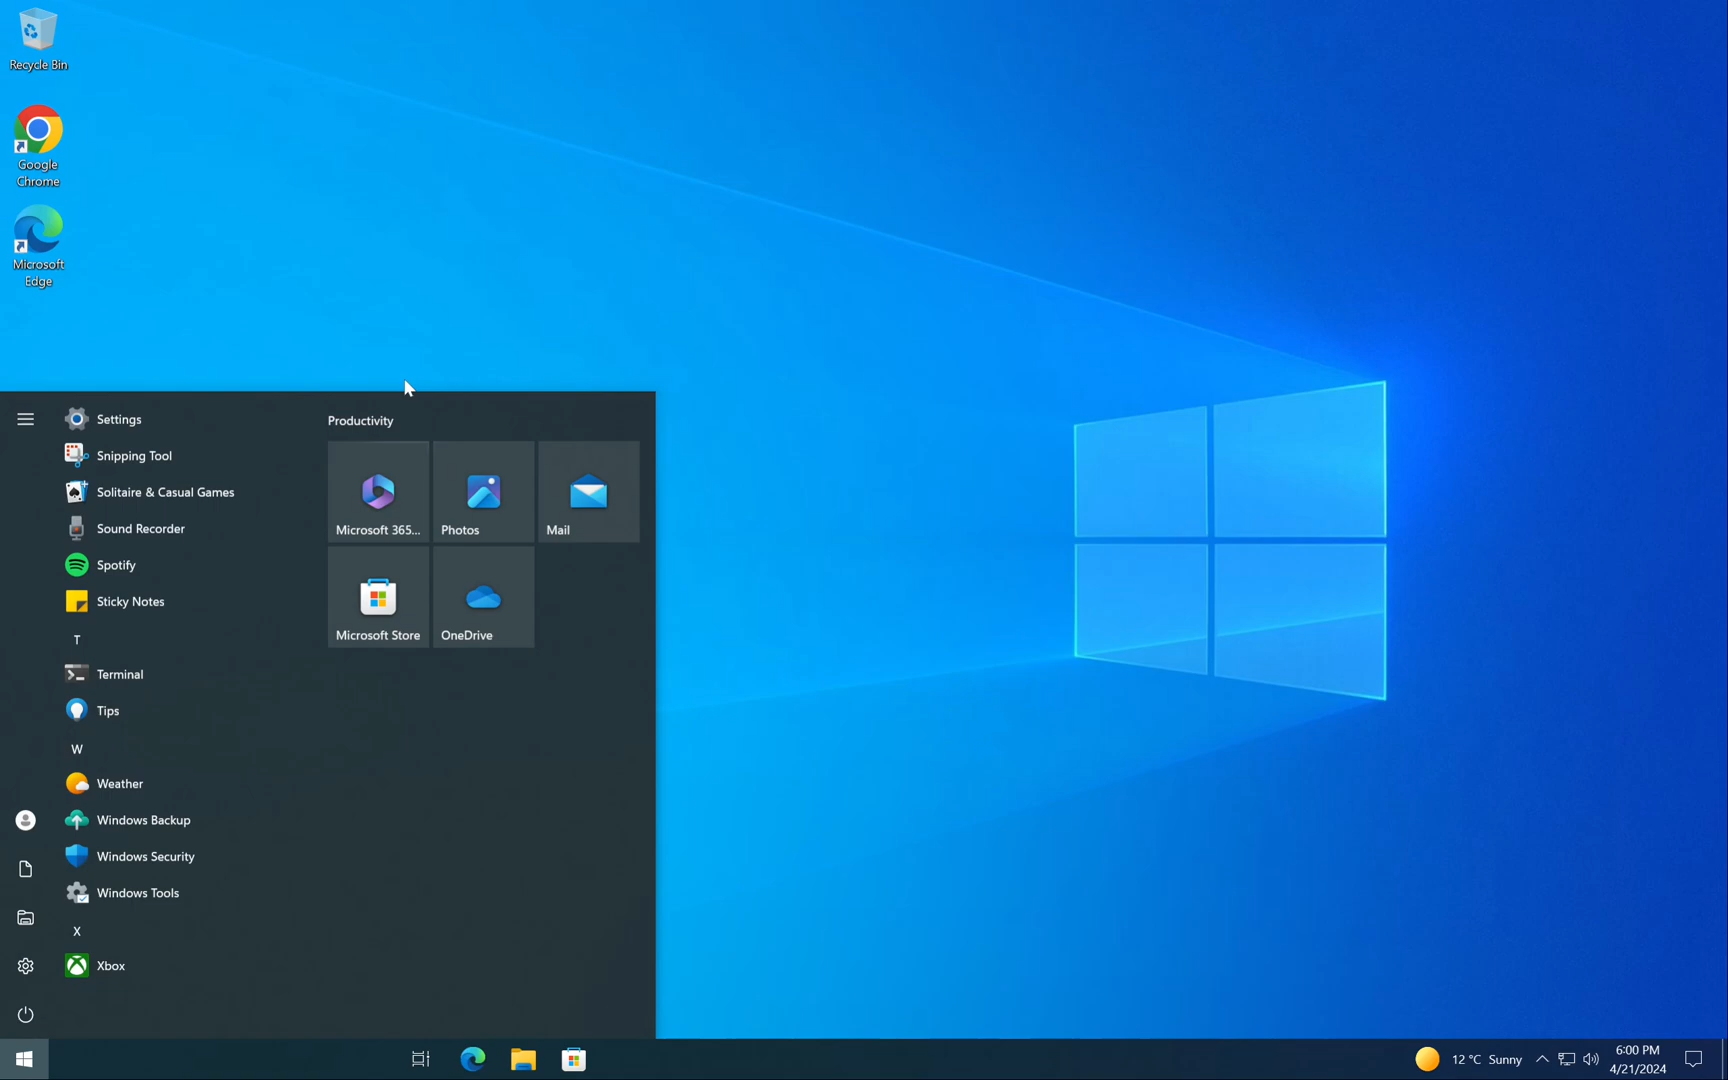 Recycle Bin
Google
Chrome
Microsoft
Edge
Settings
Snipping Tool
Solitaire & Casual Games
Sound Recorder
Spotify
Sticky Notes
T
Terminal
Tips
W
Weather
Windows Backup
Windows Security
Windows Tools
X
Xbox
Productivity
Microsoft 365...
Photos
Mail
Microsoft Store
OneDrive
12 °C Sunny
6:00 PM
4/21/2024